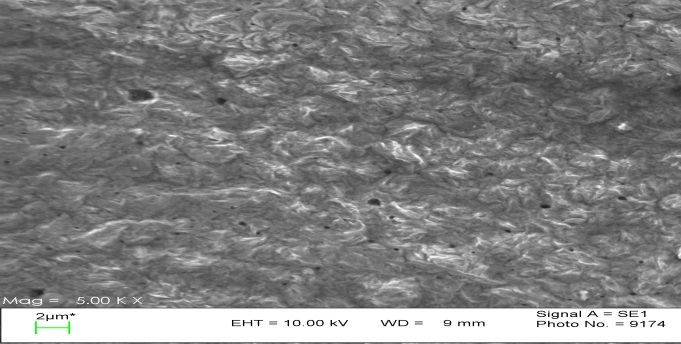 Mag = 5.00 K X
2µm*
EHT = 10.00 kV WD = 9 mm
Signal A = SE1
Photo No. = 9174